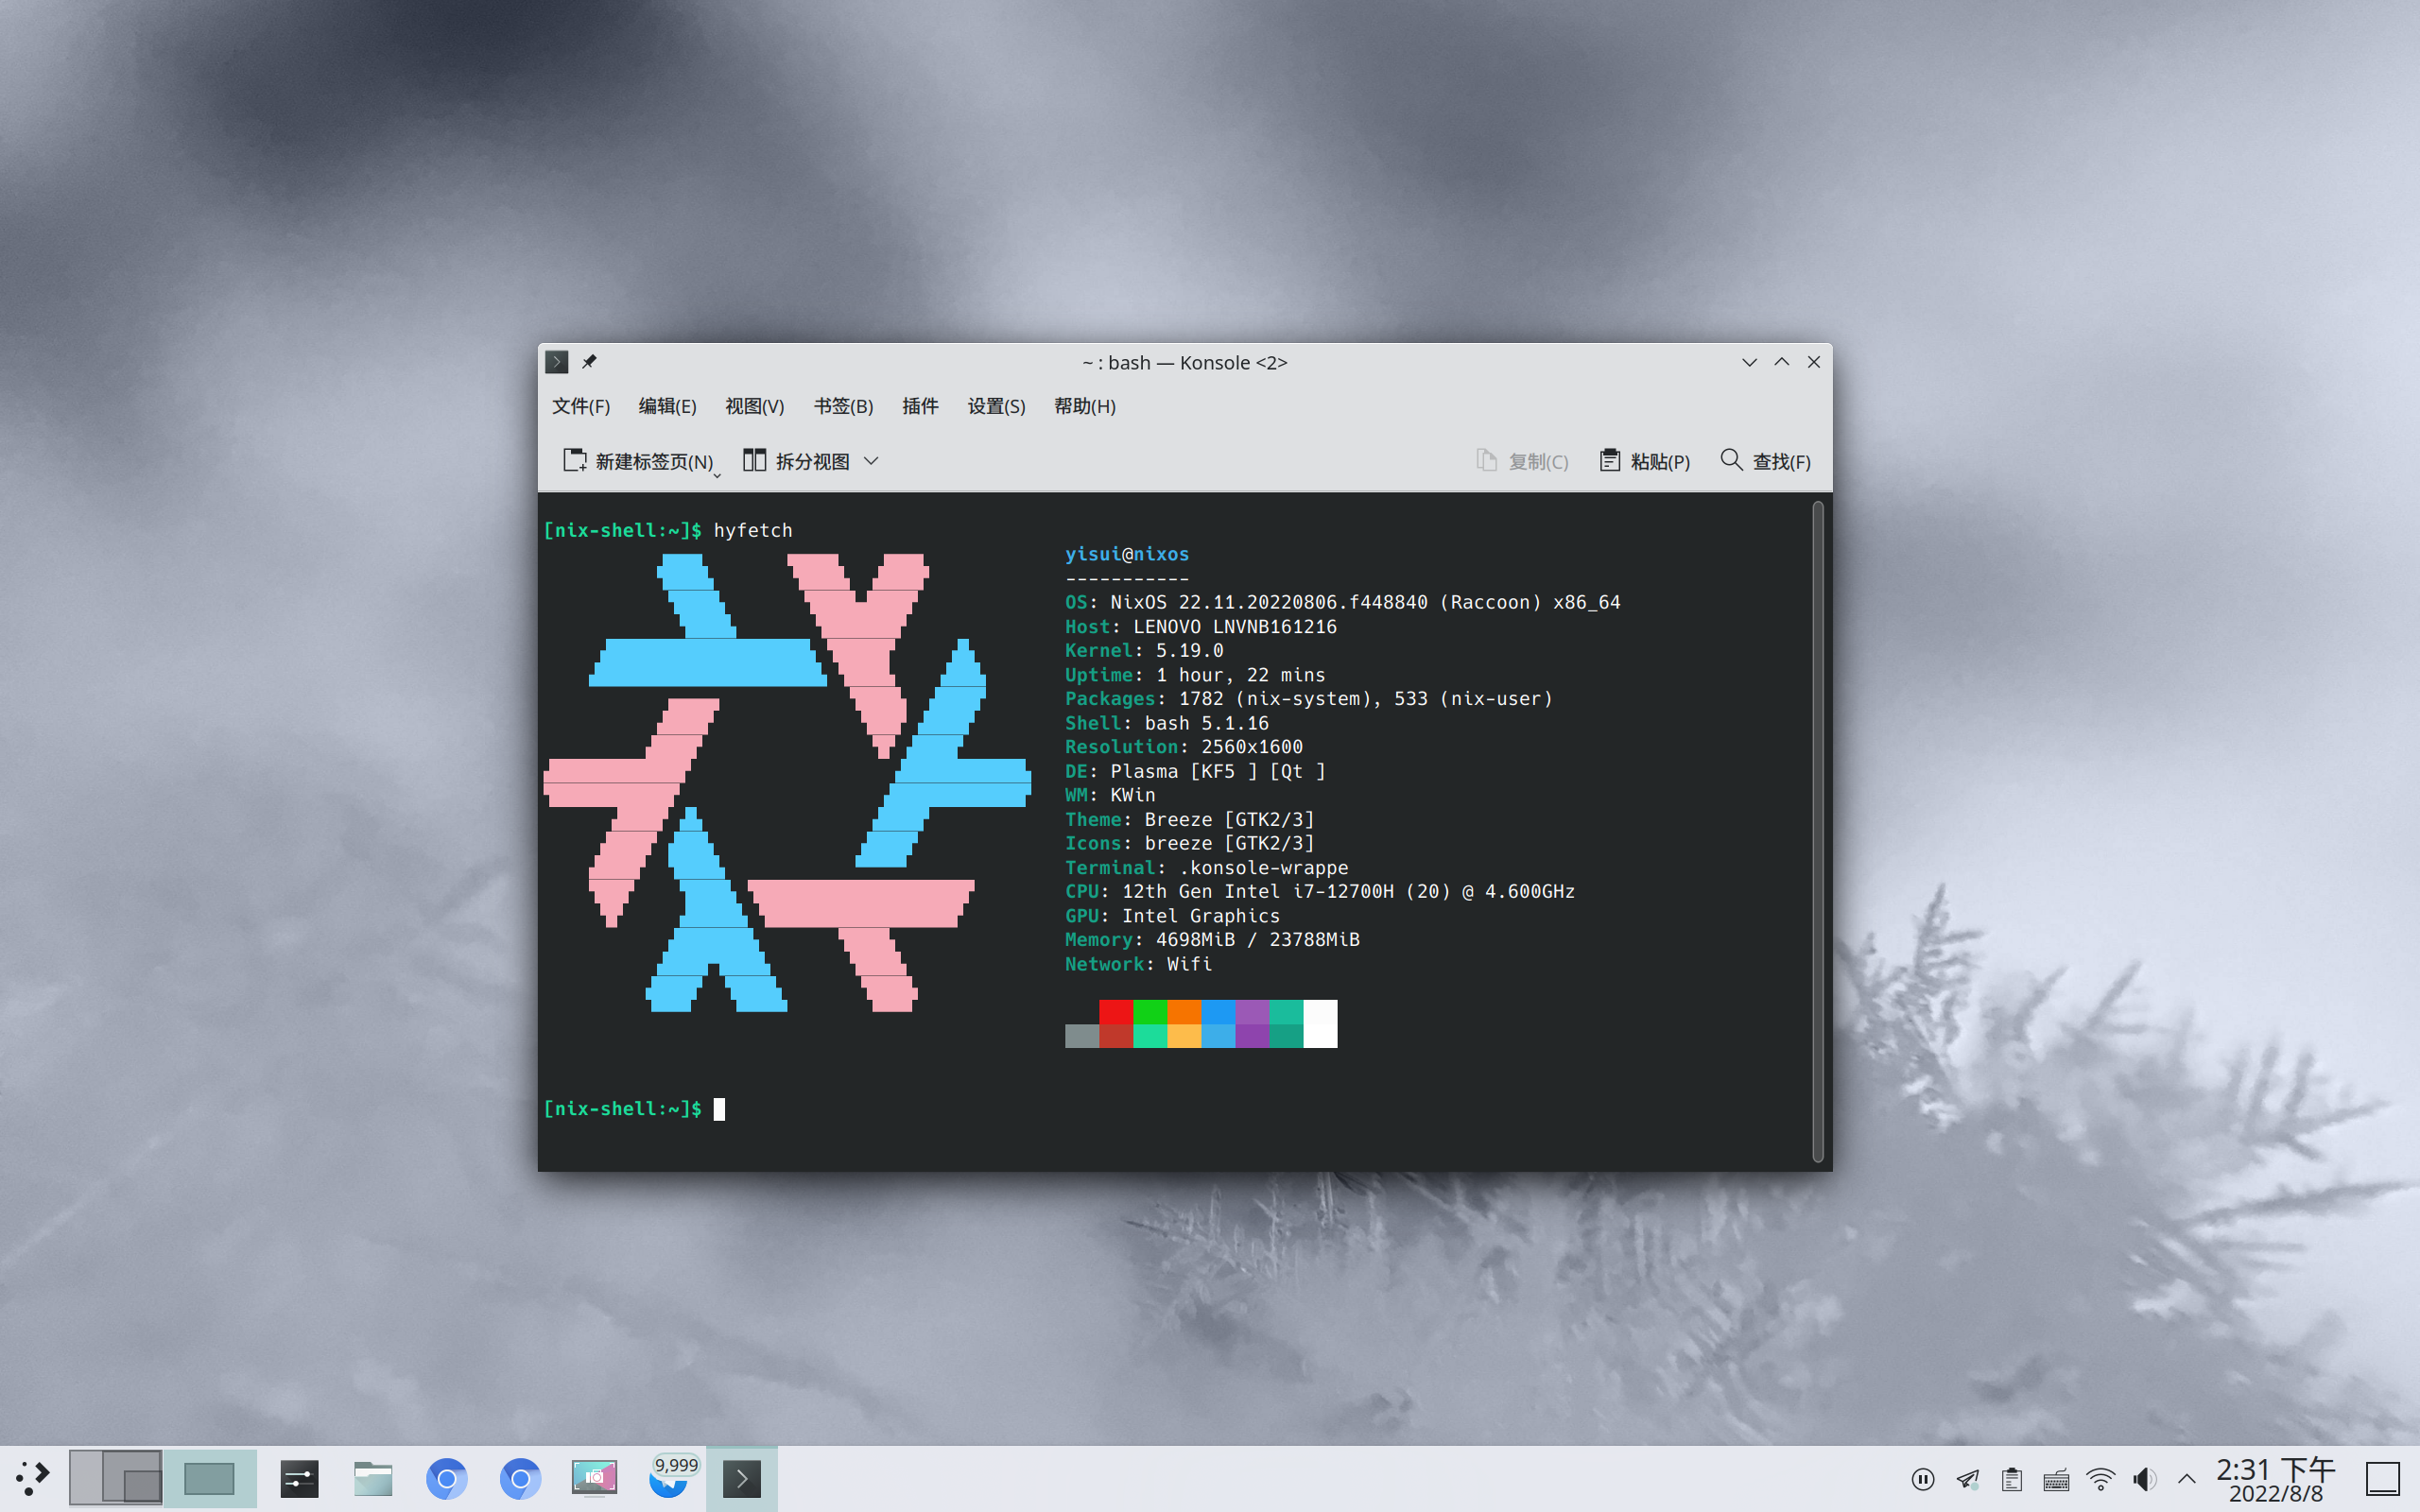 ~ : bash — Konsole <2>
文件(F) 编辑(E) 视图(V) 书签(B) 插件 设置(S) 帮助(H)
新建标签页(N) 拆分视图 复制(C) 粘贴(P) 查找(F)
[nix-shell:~]$ hyfetch
yisui@nixos
-----------
OS: NixOS 22.11.20220806.f448840 (Raccoon) x86_64
Host: LENOVO LNVNB161216
Kernel: 5.19.0
Uptime: 1 hour, 22 mins
Packages: 1782 (nix-system), 533 (nix-user)
Shell: bash 5.1.16
Resolution: 2560x1600
DE: Plasma [KF5 ] [Qt ]
WM: KWin
Theme: Breeze [GTK2/3]
Icons: breeze [GTK2/3]
Terminal: .konsole-wrappe
CPU: 12th Gen Intel i7-12700H (20) @ 4.600GHz
GPU: Intel Graphics
Memory: 4698MiB / 23788MiB
Network: Wifi
[nix-shell:~]$
9,999
2:31 下午
2022/8/8